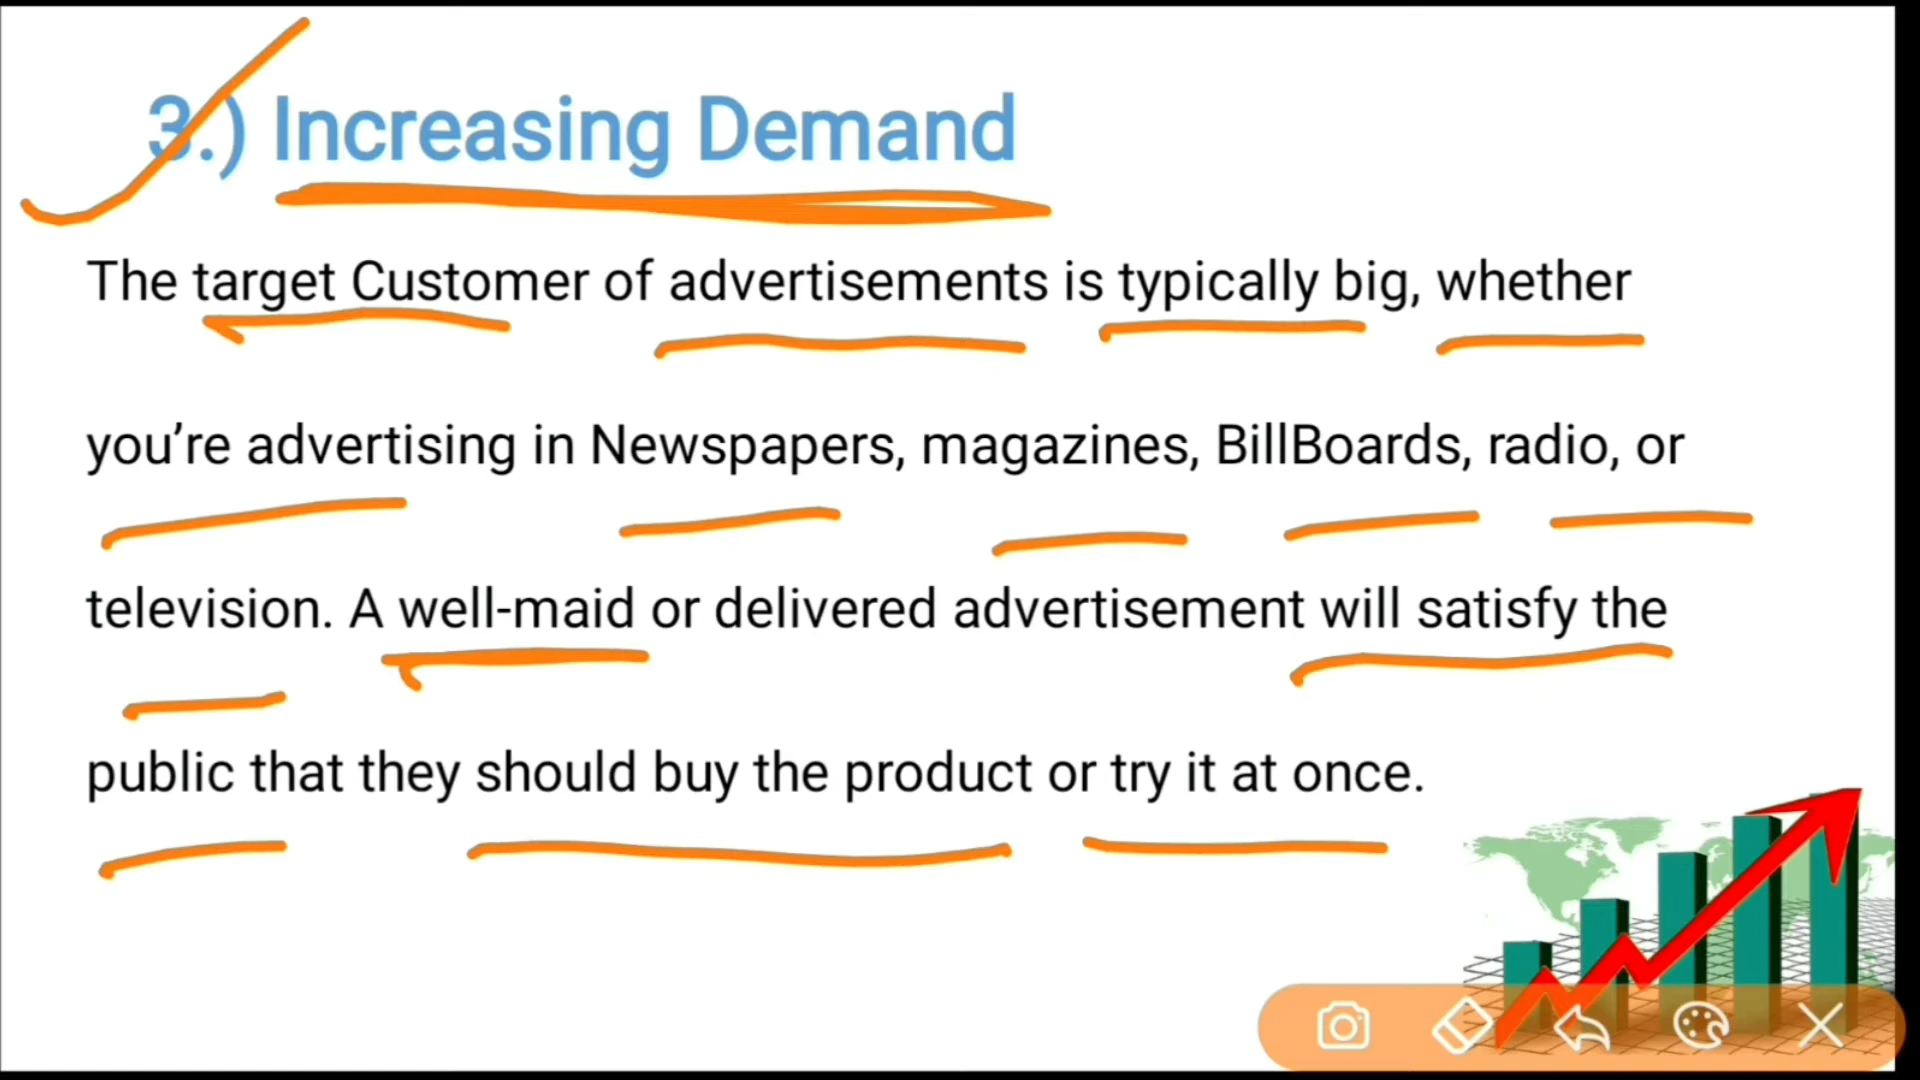 3.) Increasing Demand
The target Customer of advertisements is typically big, whether
you’re advertising in Newspapers, magazines, BillBoards, radio, or
television. A well-maid or delivered advertisement will satisfy the
public that they should buy the product or try it at once.